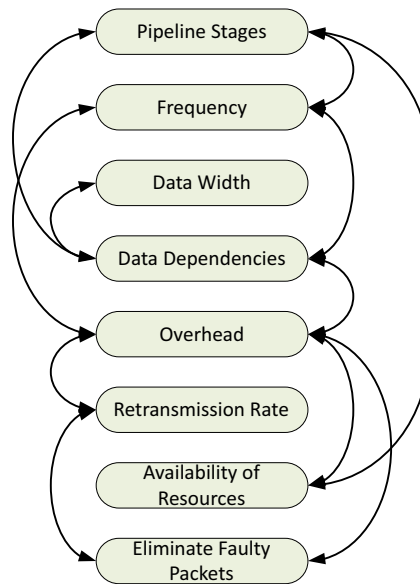 Pipeline Stages
Frequency
Data Width
Data Dependencies
Overhead
Retransmission Rate
Availability of
Resources
Eliminate Faulty
Packets